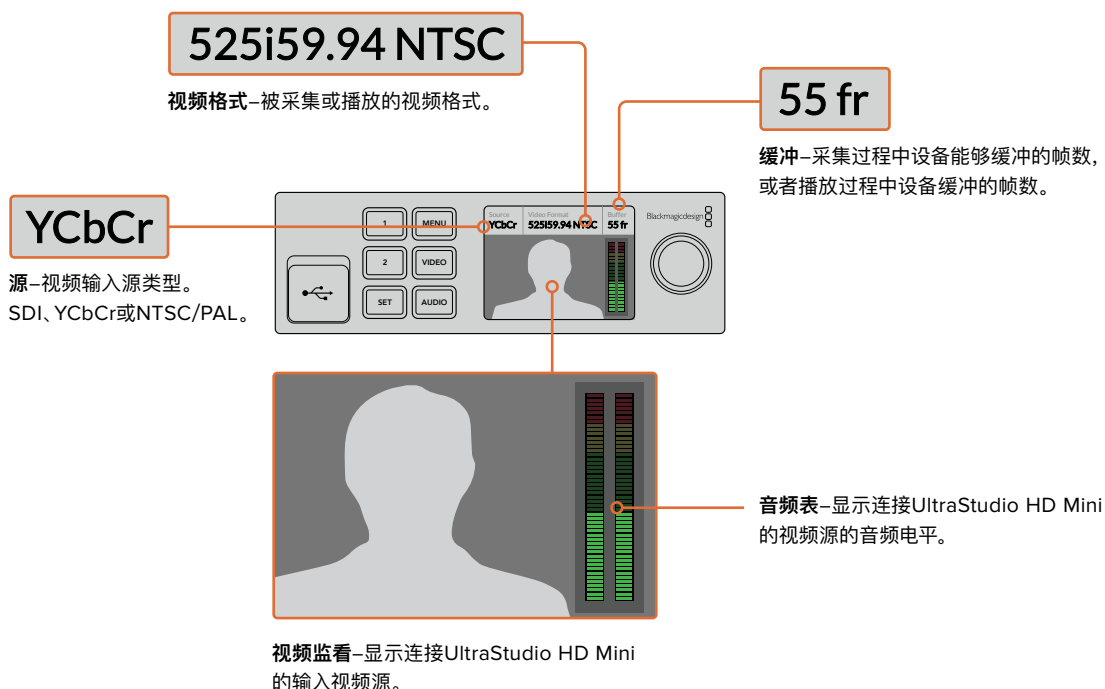 525i59.94 NTSC
视频格式–被采集或播放的视频格式。
55 fr
缓冲–采集过程中设备能够缓冲的帧数，
或者播放过程中设备缓冲的帧数。
YCbCr
源–视频输入源类型。
SDI、YCbCr或NTSC/PAL。
1
MENU
2
VIDEO
SET
AUDIO
Source
Video Format
Buffer
YCbCr
525i59.94 NTSC
55 fr
Blackmagicdesign
音频表–显示连接UltraStudio HD Mini
的视频源的音频电平。
视频监看–显示连接UltraStudio HD Mini
的输入视频源。